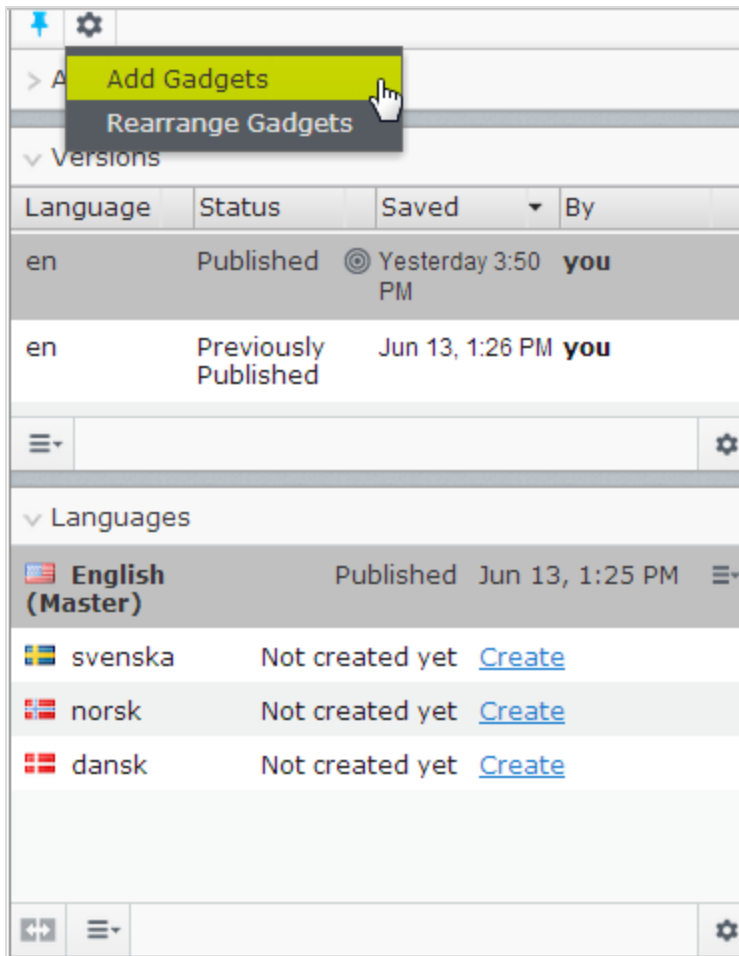 Add Gadgets
A
Rearrange Gadgets
Versions
Language Status Saved By
en Published Yesterday 3:50 you
PM
en Previously Jun 13, 1:26 PM you
Published
Languages
English Published Jun 13, 1:25 PM
(Master)
svenska Not created yet Create
norsk Not created yet Create
dansk Not created yet Create